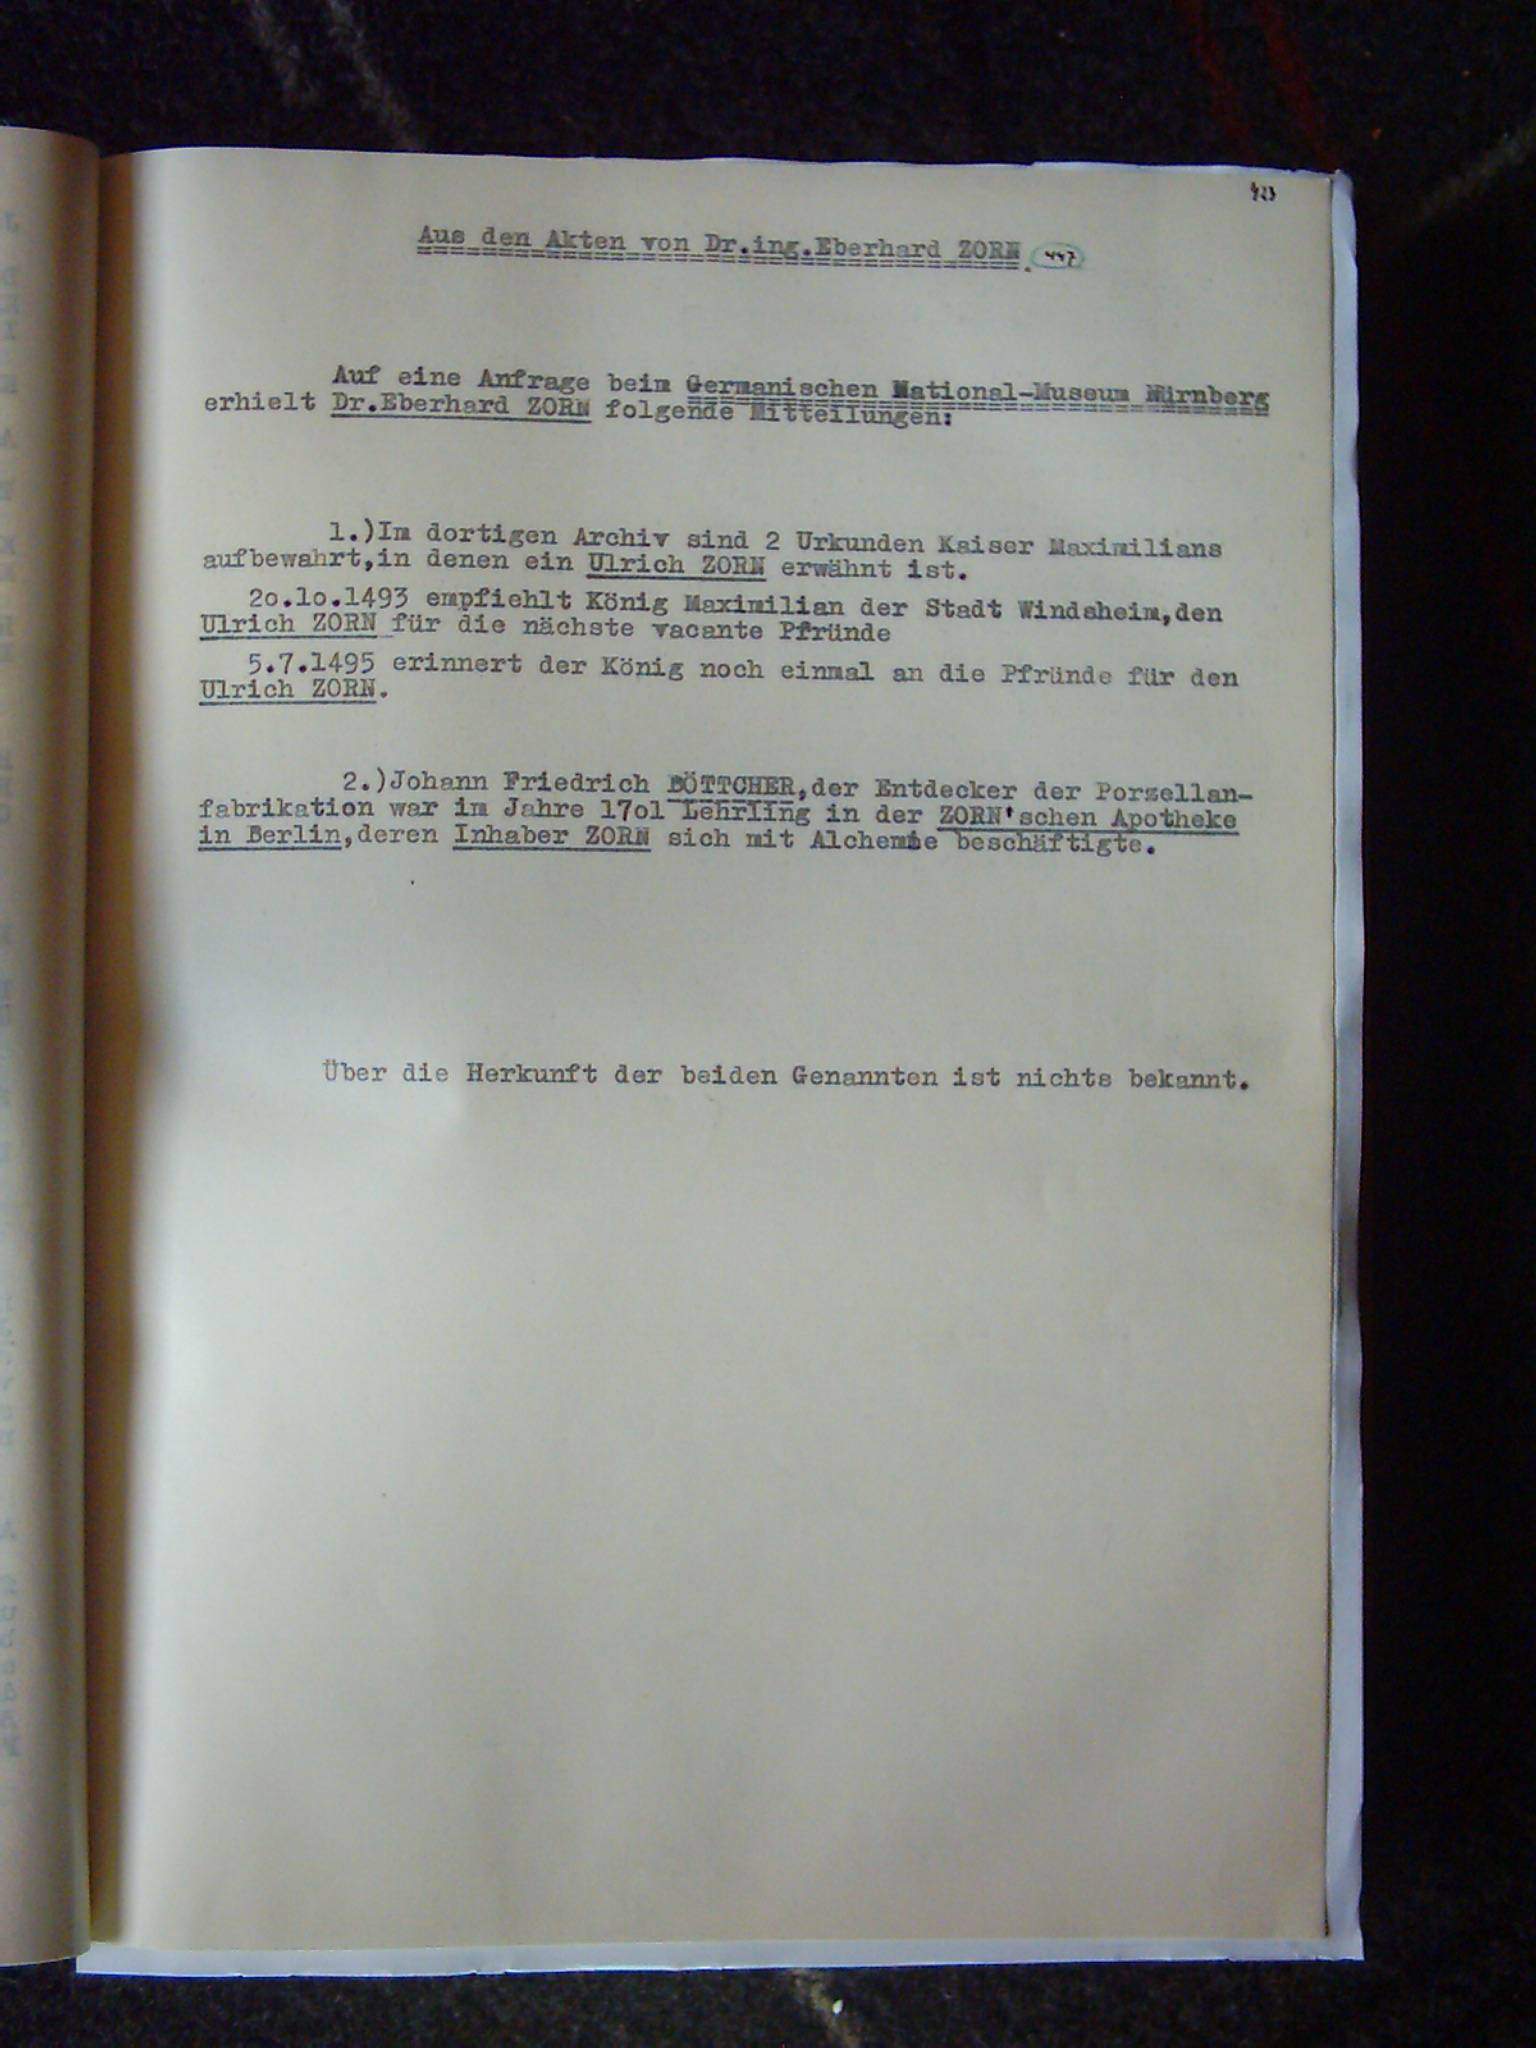 423
Aus den Akten von Dr.ing.Eberhard ZORN. 447
Auf eine Anfrage beim Germanischen National-Museum Nürnberg
erhielt Dr.Eberhard ZORN folgende Mitteilungen:
1.)Im dortigen Archiv sind 2 Urkunden Kaiser Maximilians
aufbewahrt,in denen ein Ulrich ZORN erwähnt ist.
2o.1o.1493 empfiehlt König Maximilian der Stadt Windsheim,den
Ulrich ZORN für die nächste vacante Pfründe
5.7.1495 erinnert der König noch einmal an die Pfründe für den
Ulrich ZORN.
2.)Johann Friedrich BÖTTCHER,der Entdecker der Porzellan-
fabrikation war im Jahre 17o1 Lehrling in der ZORN'schen Apotheke
in Berlin,deren Inhaber ZORN sich mit Alchemie beschäftigte.
Über die Herkunft der beiden Genannten ist nichts bekannt.